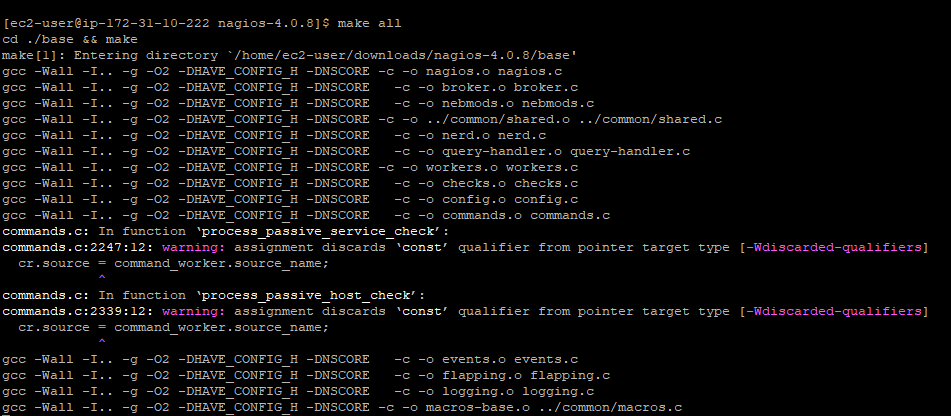 [ec2-user@ip-172-31-10-222 nagios-4.0.8]$ make all
cd ./base && make
make[1]: Entering directory `/home/ec2-user/downloads/nagios-4.0.8/base'
gcc -Wall -I.. -g -O2 -DHAVE_CONFIG_H -DNSCORE -c -o nagios.o nagios.c
gcc -Wall -I.. -g -O2 -DHAVE_CONFIG_H -DNSCORE   -c -o broker.o broker.c
gcc -Wall -I.. -g -O2 -DHAVE_CONFIG_H -DNSCORE   -c -o nebmods.o nebmods.c
gcc -Wall -I.. -g -O2 -DHAVE_CONFIG_H -DNSCORE -c -o ../common/shared.o ../common/shared.c
gcc -Wall -I.. -g -O2 -DHAVE_CONFIG_H -DNSCORE   -c -o nerd.o nerd.c
gcc -Wall -I.. -g -O2 -DHAVE_CONFIG_H -DNSCORE   -c -o query-handler.o query-handler.c
gcc -Wall -I.. -g -O2 -DHAVE_CONFIG_H -DNSCORE -c -o workers.o workers.c
gcc -Wall -I.. -g -O2 -DHAVE_CONFIG_H -DNSCORE   -c -o checks.o checks.c
gcc -Wall -I.. -g -O2 -DHAVE_CONFIG_H -DNSCORE   -c -o config.o config.c
gcc -Wall -I.. -g -O2 -DHAVE_CONFIG_H -DNSCORE   -c -o commands.o commands.c
commands.c: In function ‘process_passive_service_check’:
commands.c:2247:12: warning: assignment discards ‘const’ qualifier from pointer target type [-Wdiscarded-qualifiers]
  cr.source = command_worker.source_name;
            ^
commands.c: In function ‘process_passive_host_check’:
commands.c:2339:12: warning: assignment discards ‘const’ qualifier from pointer target type [-Wdiscarded-qualifiers]
  cr.source = command_worker.source_name;
            ^
gcc -Wall -I.. -g -O2 -DHAVE_CONFIG_H -DNSCORE   -c -o events.o events.c
gcc -Wall -I.. -g -O2 -DHAVE_CONFIG_H -DNSCORE   -c -o flapping.o flapping.c
gcc -Wall -I.. -g -O2 -DHAVE_CONFIG_H -DNSCORE   -c -o logging.o logging.c
gcc -Wall -I.. -g -O2 -DHAVE_CONFIG_H -DNSCORE -c -o macros-base.o ../common/macros.c